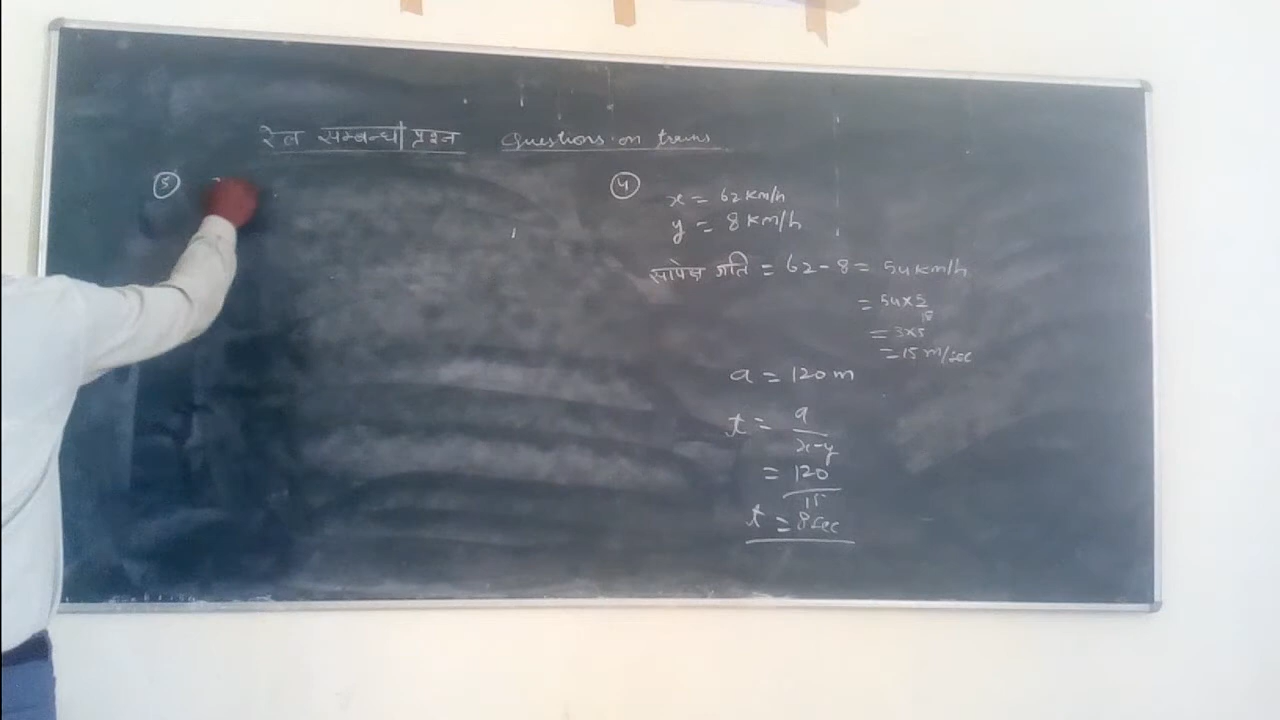 रेल सम्बन्धी प्रश्न Questions on trains
5
4
x = 62 km/h
y = 8 km/h
सापेक्ष गति = 62 - 8 = 54 km/h
= 54 × 5/18
= 3×5
= 15 m/sec
a = 120 m
t = a/x-y
= 120/15
t = 8 sec